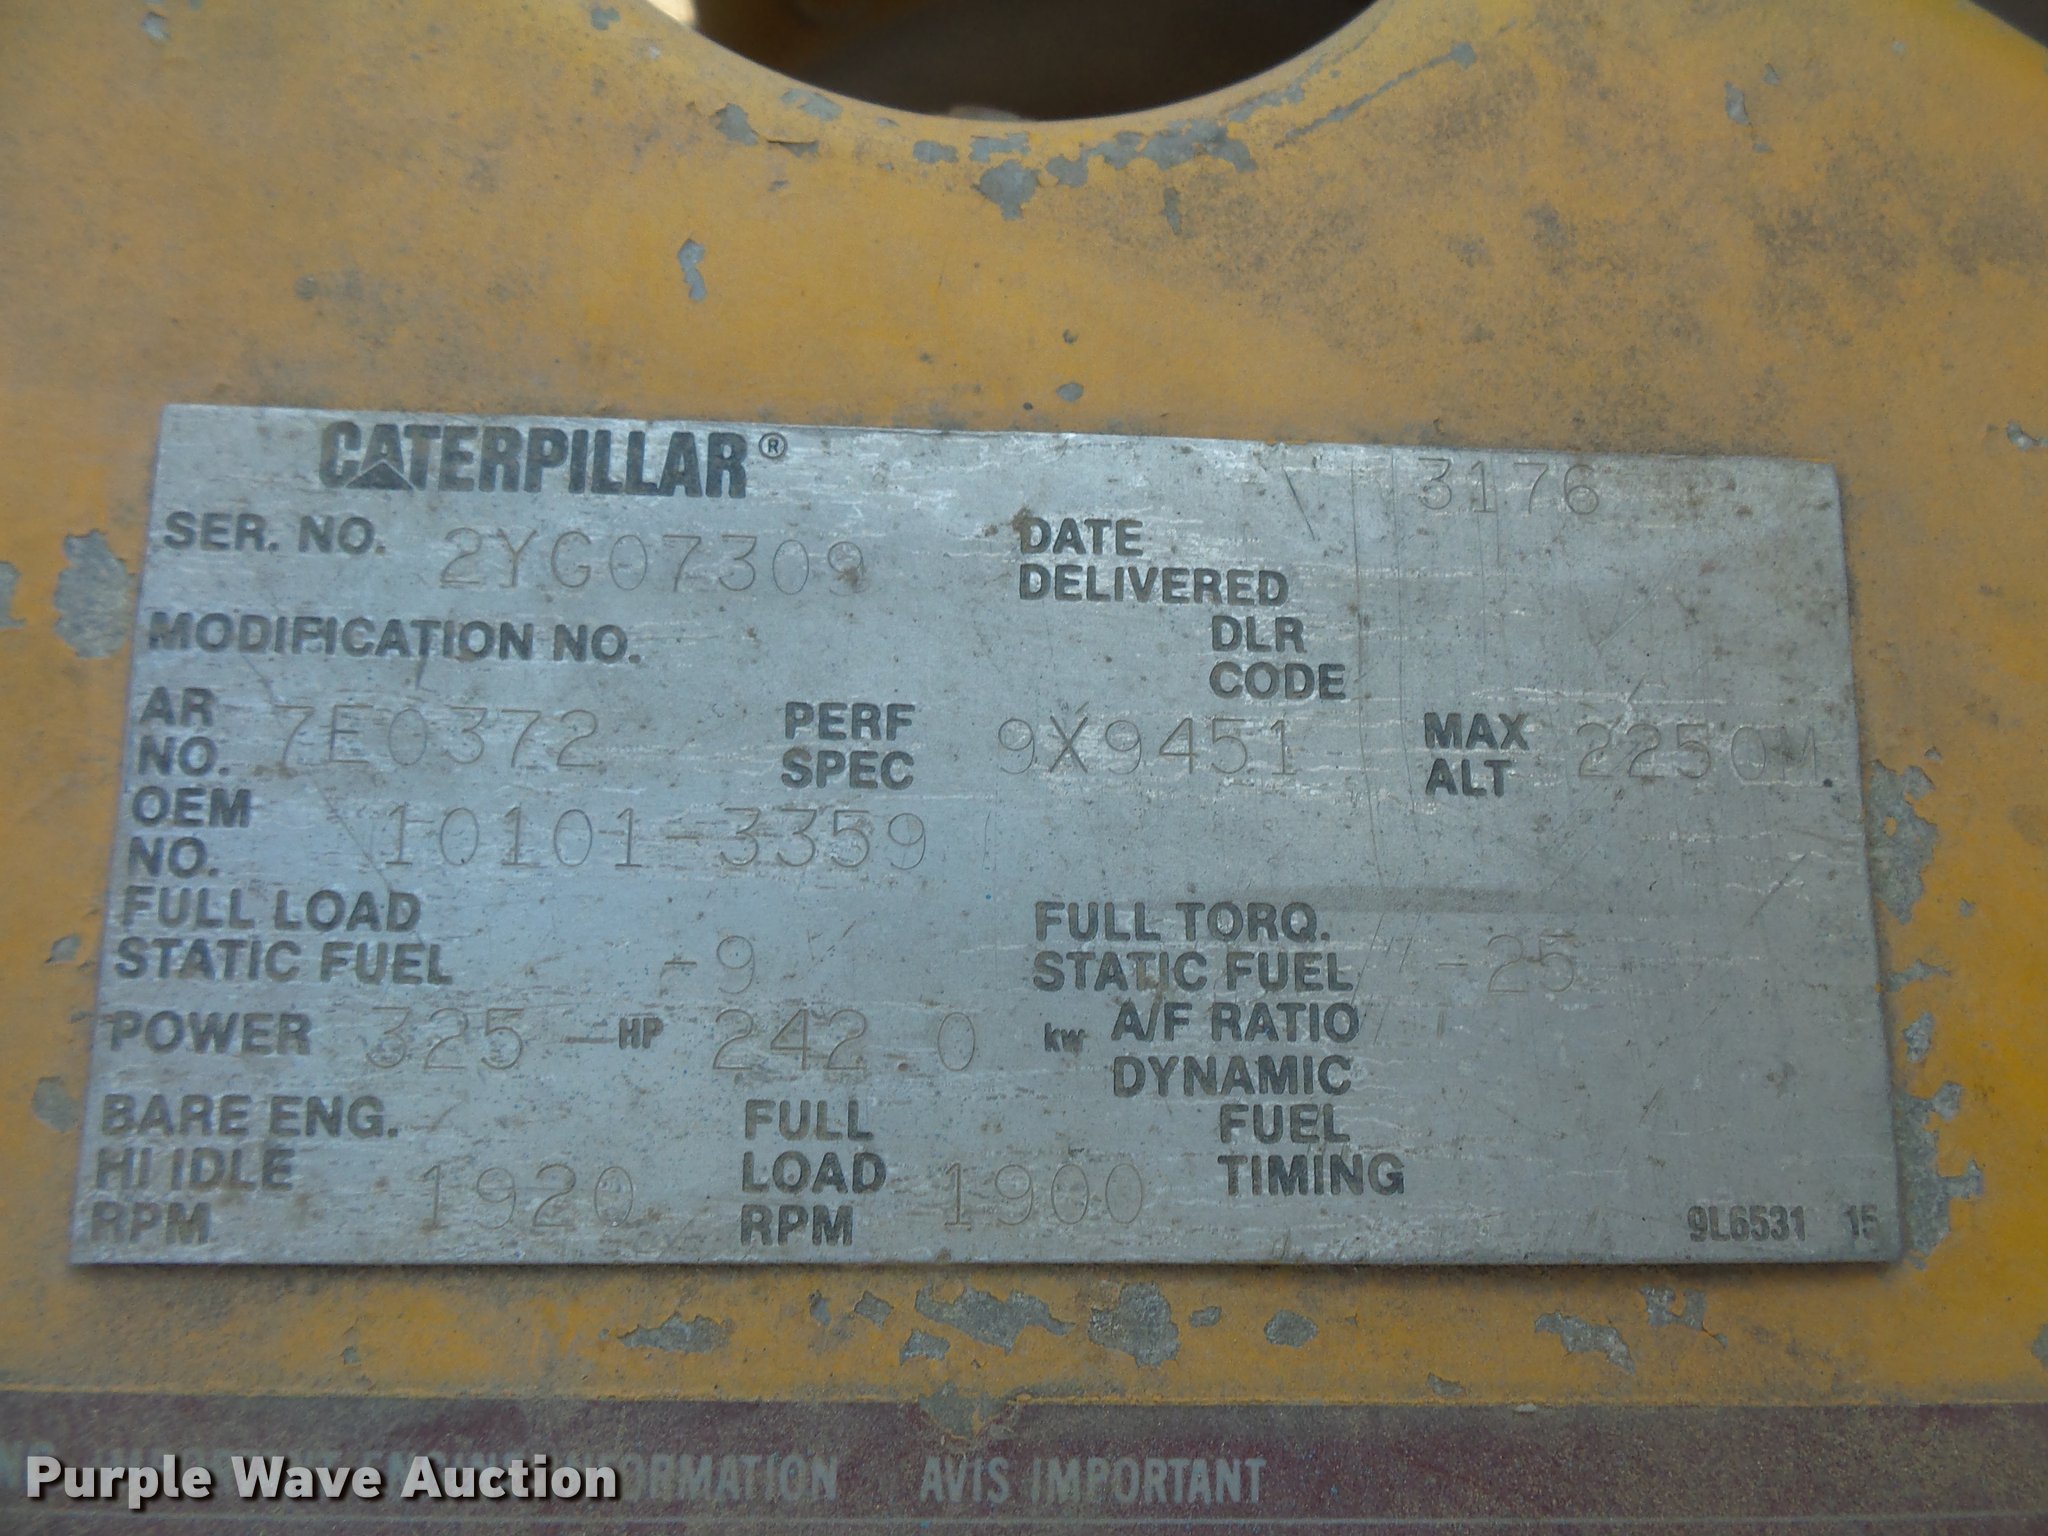 CATERPILLAR® 3176
SER. NO. 2YG07309 DATE DELIVERED
MODIFICATION NO. DLR CODE
AR NO. 7E0372 PERF SPEC 9X9451 MAX ALT 2250M
OEM NO. 10101-3359
FULL LOAD STATIC FUEL -9 FULL TORQ. STATIC FUEL -25
POWER 325 HP 242.0 kw A/F RATIO DYNAMIC
BARE ENG. HI IDLE RPM 1920 FULL LOAD RPM 1900 FUEL TIMING
9L6531 15
IMPORTANT ENGINE INFORMATION AVIS IMPORTANT
Purple Wave Auction